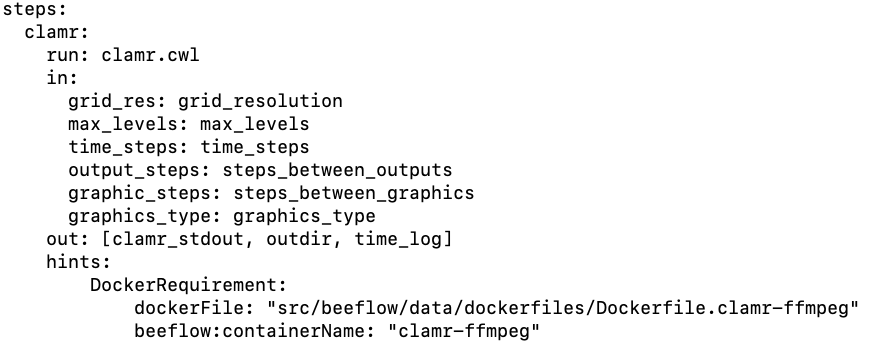 steps:
  clamr:
    run: clamr.cwl
    in:
      grid_res: grid_resolution
      max_levels: max_levels
      time_steps: time_steps
      output_steps: steps_between_outputs
      graphic_steps: steps_between_graphics
      graphics_type: graphics_type
    out: [clamr_stdout, outdir, time_log]
    hints:
        DockerRequirement:
            dockerFile: "src/beeflow/data/dockerfiles/Dockerfile.clamr-ffmpeg"
            beeflow:containerName: "clamr-ffmpeg"